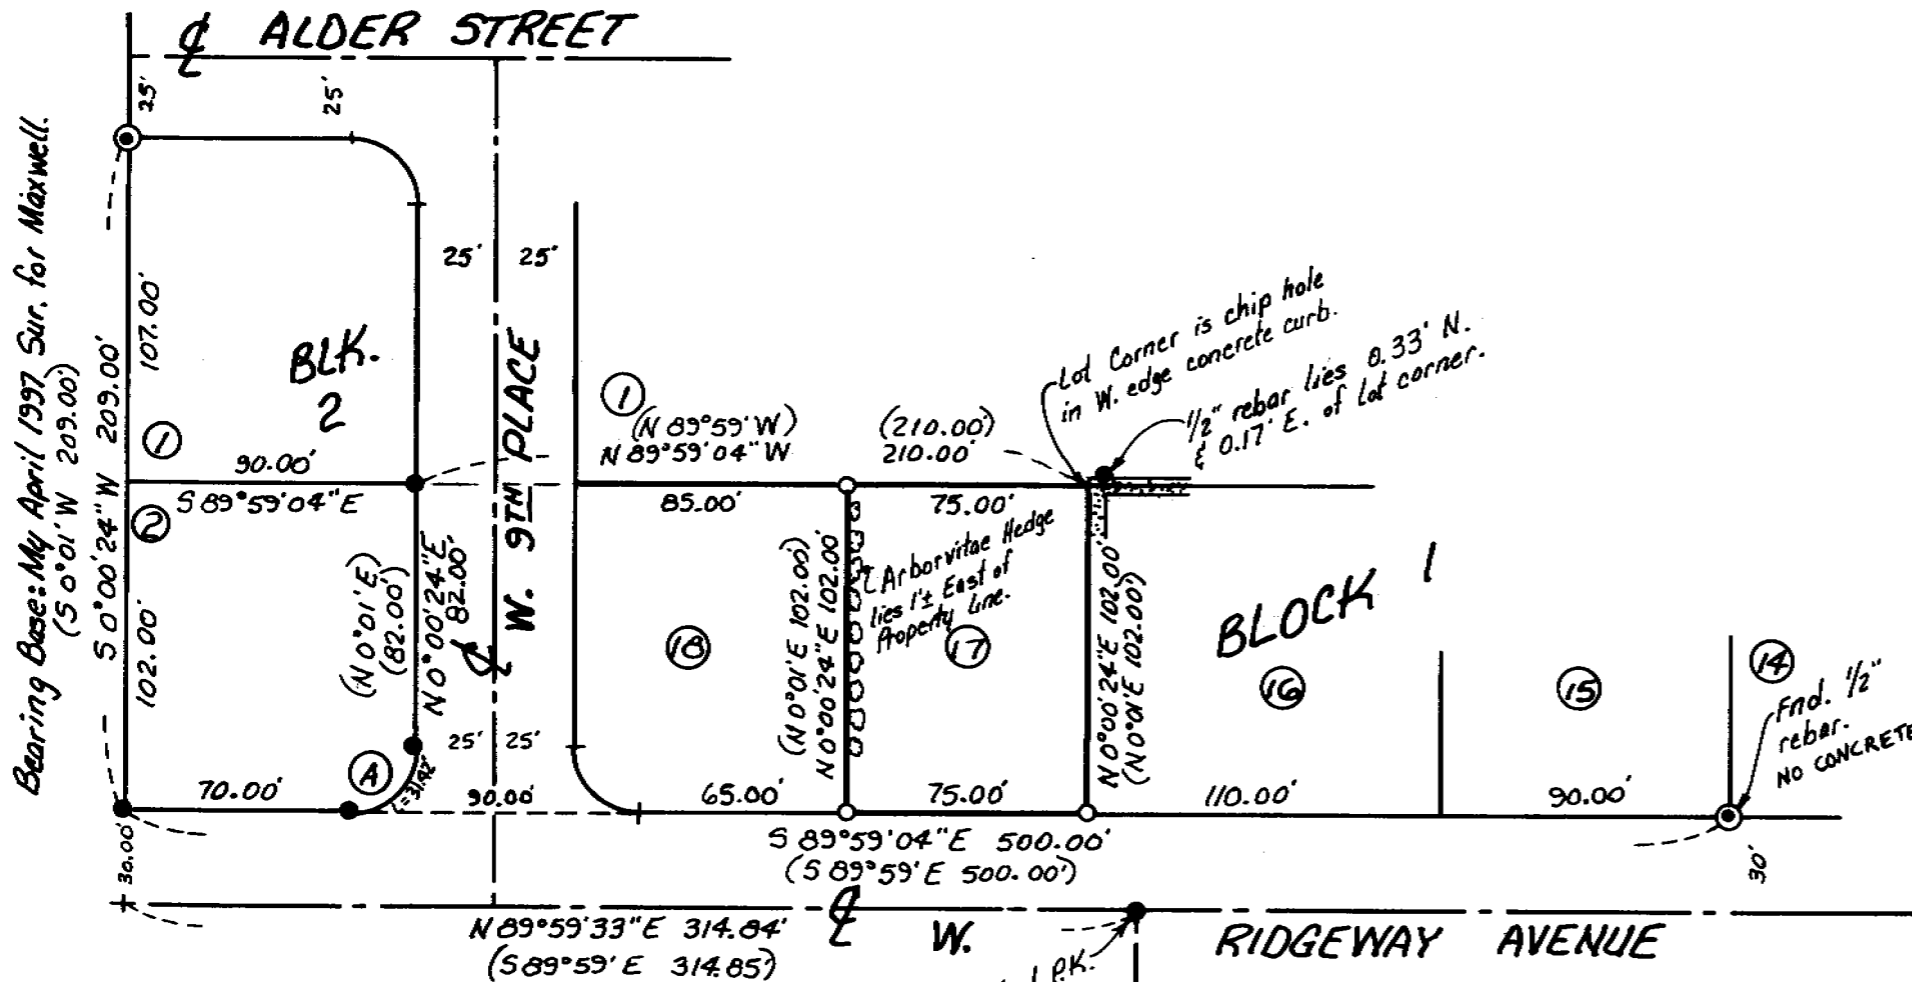 ℄ ALDER STREET
25'
25'
Bearing Base: My April 1997 Sur. for Maxwell.
(S 0°01' W 209.00')
S 0°00'24" W 209.00'
107.00'
102.00'
BLK.
2
1
90.00'
S 89°59'04" E
2
(N 0°01' E)
(82.00')
N 0°00'24" E
82.00'
25' 25'
℄ W. 9TH PLACE
25' 25'
A
L=31.42'
70.00'
90.00'
30.00'
1
(N 89°59' W)
N 89°59'04" W
(210.00')
210.00'
85.00'
75.00'
Lot Corner is chip hole
in W. edge concrete curb.
1/2" rebar lies 0.33' N.
& 0.17' E. of lot corner.
Arborvitae Hedge
lies 1'± East of
Property Line.
(N 0°01' E 102.00')
N 0°00'24" E 102.00'
18
17
N 0°00'24" E 102.00'
(N 0°01' E 102.00')
BLOCK 1
16
15
14
Fnd. 1/2"
rebar.
NO CONCRETE
65.00'
75.00'
110.00'
90.00'
S 89°59'04" E 500.00'
(S 89°59' E 500.00')
30'
N 89°59'33" E 314.84'
(S 89°59' E 314.85')
℄ W. RIDGEWAY AVENUE
P.K.